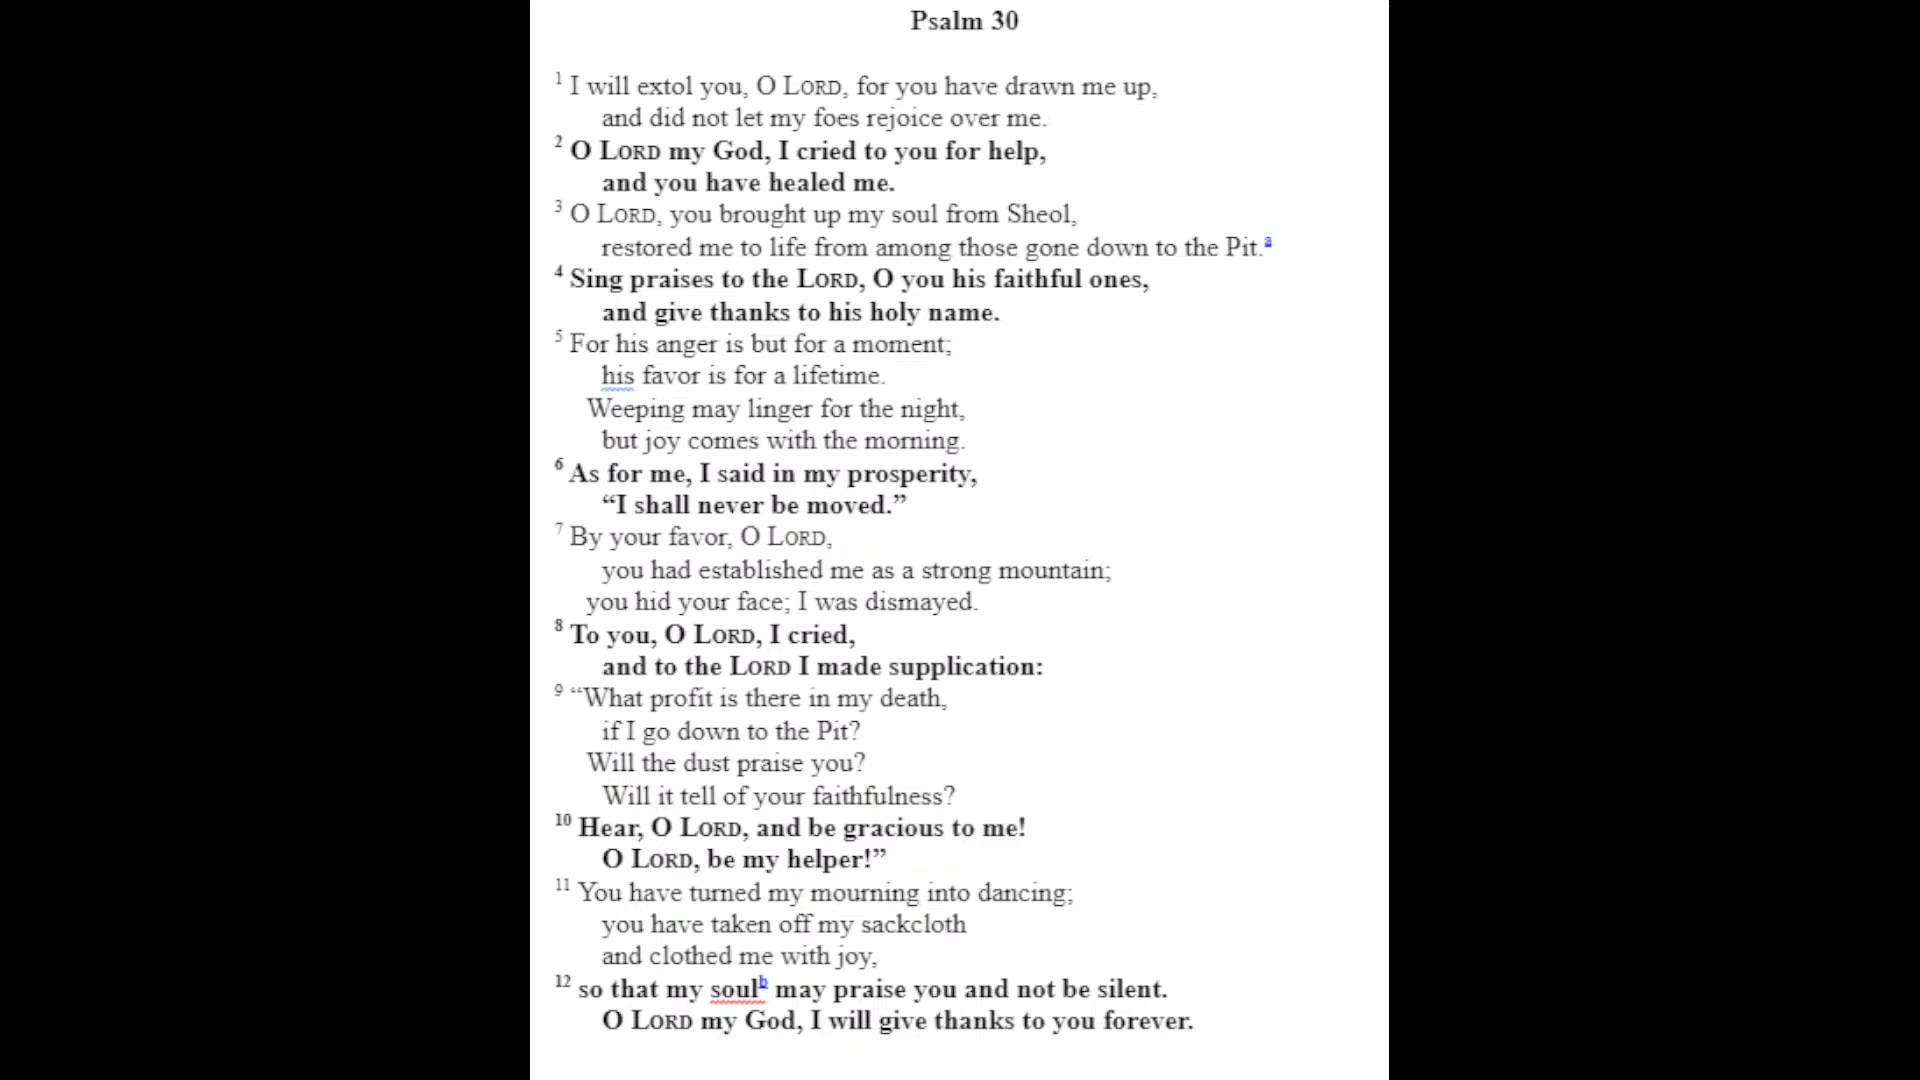 Psalm 30
1 I will extol you, O LORD, for you have drawn me up,
and did not let my foes rejoice over me.
2 O LORD my God, I cried to you for help,
and you have healed me.
3 O LORD, you brought up my soul from Sheol,
restored me to life from among those gone down to the Pit.a
4 Sing praises to the LORD, O you his faithful ones,
and give thanks to his holy name.
5 For his anger is but for a moment;
his favor is for a lifetime.
Weeping may linger for the night,
but joy comes with the morning.
6 As for me, I said in my prosperity,
“I shall never be moved.”
7 By your favor, O LORD,
you had established me as a strong mountain;
you hid your face; I was dismayed.
8 To you, O LORD, I cried,
and to the LORD I made supplication:
9 “What profit is there in my death,
if I go down to the Pit?
Will the dust praise you?
Will it tell of your faithfulness?
10 Hear, O LORD, and be gracious to me!
O LORD, be my helper!”
11 You have turned my mourning into dancing;
you have taken off my sackcloth
and clothed me with joy,
12 so that my soulb may praise you and not be silent.
O LORD my God, I will give thanks to you forever.